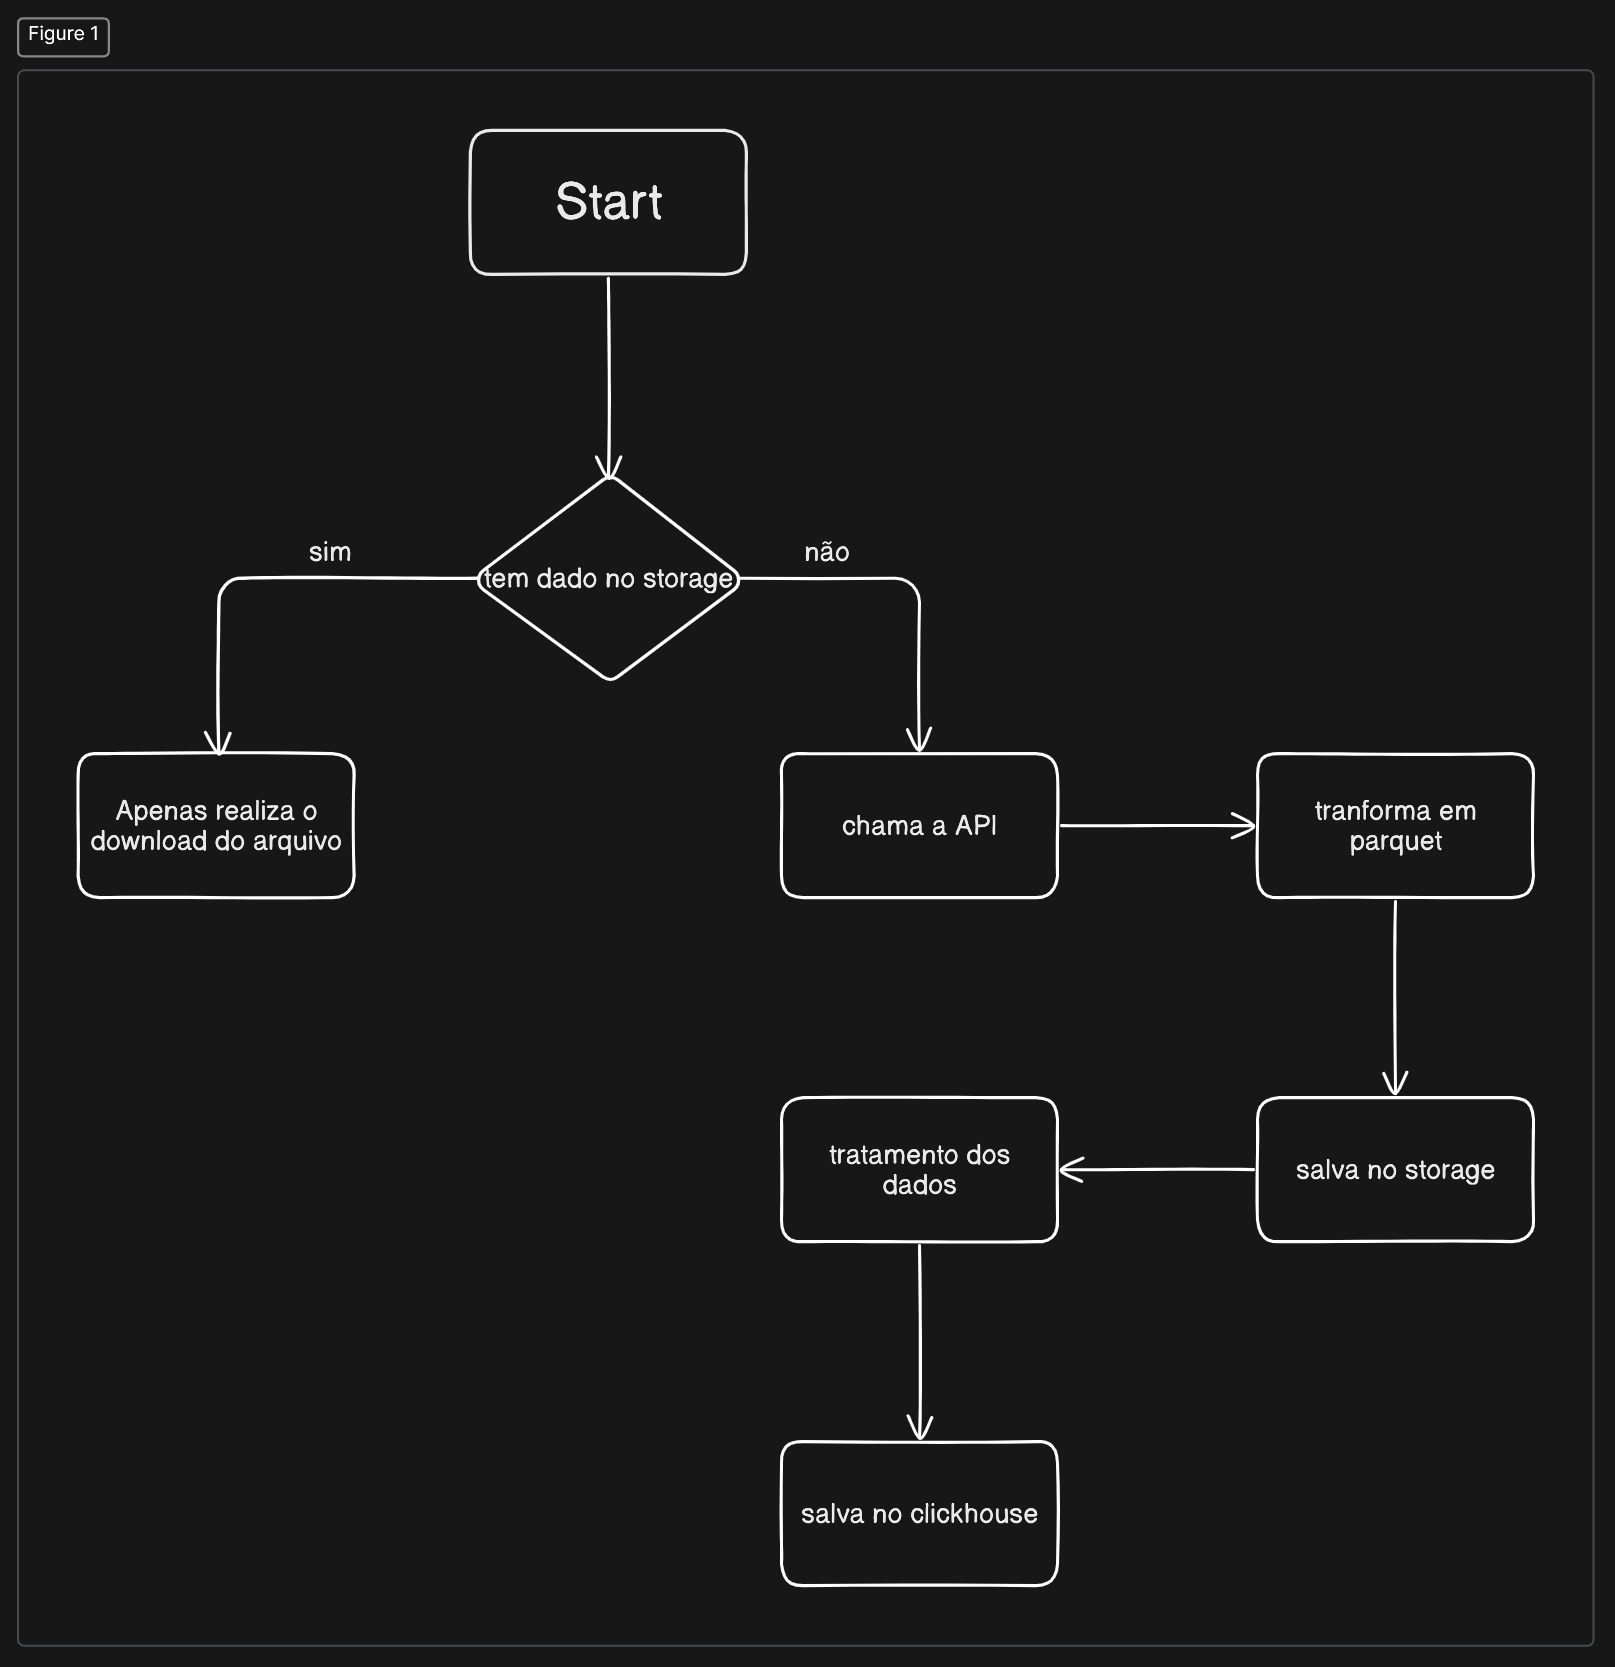 Figure 1
Start
sim
não
tem dado no storage
Apenas realiza o
download do arquivo
chama a API
tranforma em
parquet
tratamento dos
dados
salva no storage
salva no clickhouse